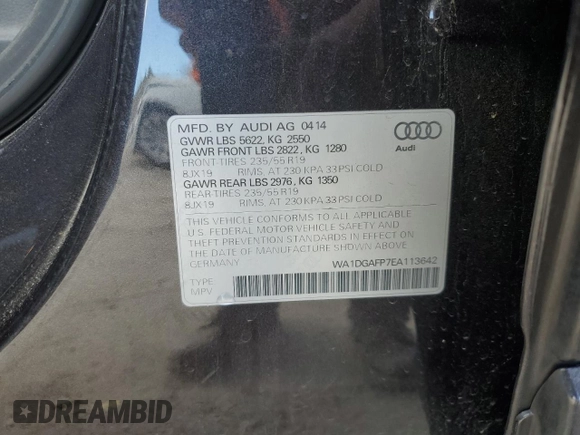 MFD. BY AUDI AG 04 14
GVWR LBS 5622, KG 2550
GAWR FRONT LBS 2822, KG 1280
FRONT-TIRES 235/55 R19
8JX19 RIMS, AT 230 KPA 33 PSI COLD
GAWR REAR LBS 2976, KG 1350
REAR-TIRES 235/55 R19
8JX19 RIMS, AT 230 KPA 33 PSI COLD
THIS VEHICLE CONFORMS TO ALL APPLICABLE
U.S. FEDERAL MOTOR VEHICLE SAFETY AND
THEFT PREVENTION STANDARDS IN EFFECT ON
THE DATE OF MANUFACTURE SHOWN ABOVE
GERMANY WA1DGAFP7EA113642
TYPE
MPV
Audi
DREAMBID